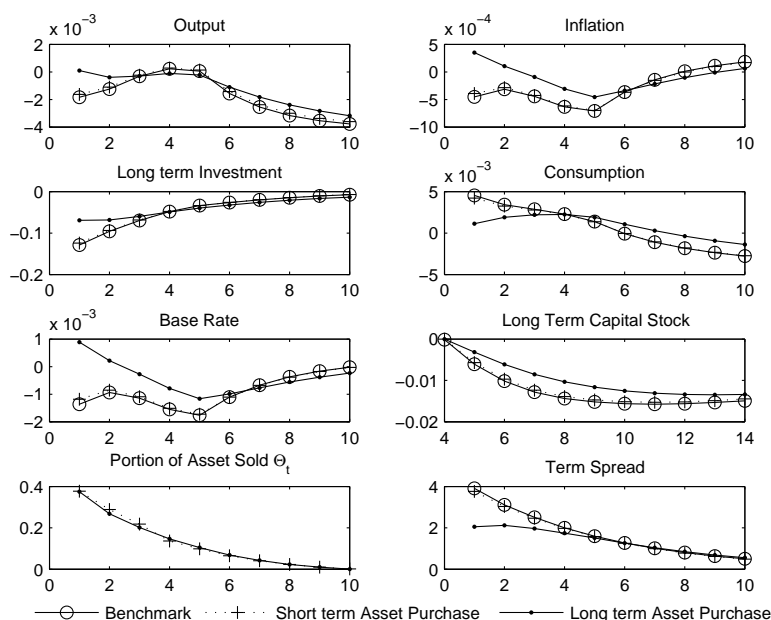 x 10⁻³
Output
2
0
−2
−4
0 2 4 6 8 10
x 10⁻⁴
Inflation
5
0
−5
−10
0 2 4 6 8 10
Long term Investment
0
−0.1
−0.2
0 2 4 6 8 10
x 10⁻³
Consumption
5
0
−5
0 2 4 6 8 10
x 10⁻³
Base Rate
1
0
−1
−2
0 2 4 6 8 10
Long Term Capital Stock
0
−0.01
−0.02
4 6 8 10 12 14
Portion of Asset Sold Θt
0.4
0.2
0
0 2 4 6 8 10
Term Spread
4
2
0
0 2 4 6 8 10
Benchmark
Short term Asset Purchase
Long term Asset Purchase